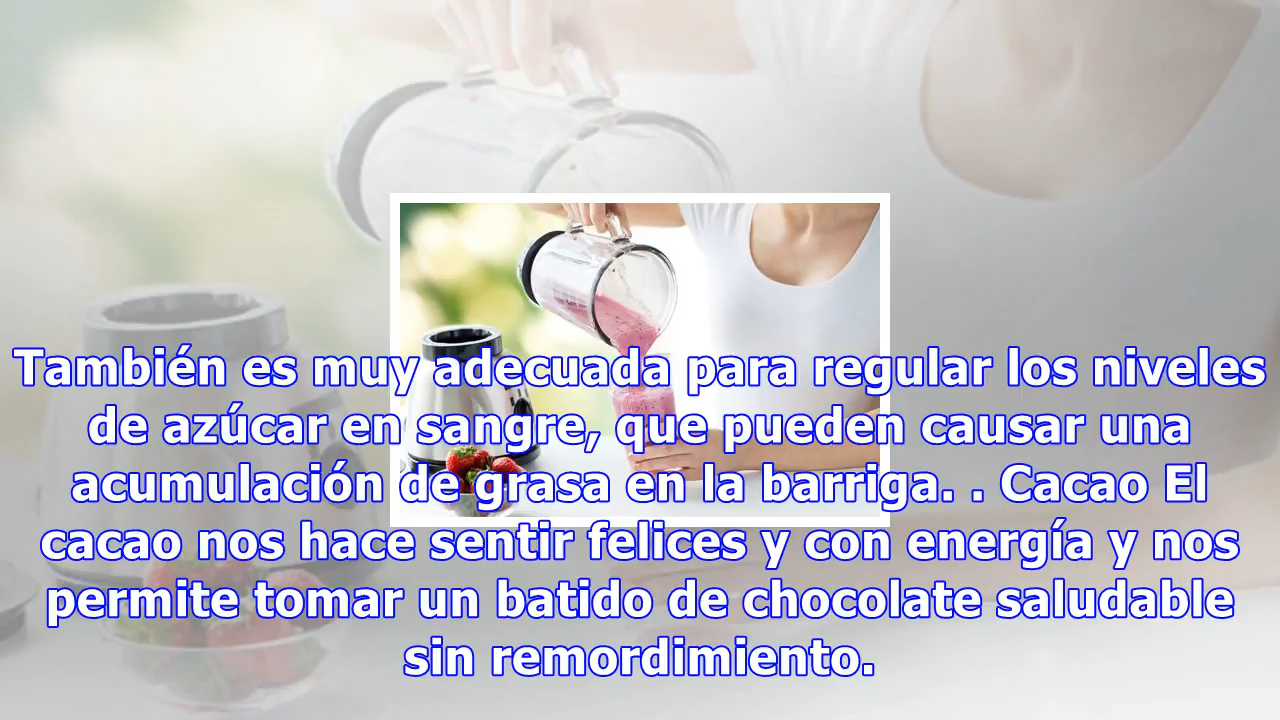 También es muy adecuada para regular los niveles
de azúcar en sangre, que pueden causar una
acumulación de grasa en la barriga. . Cacao El
cacao nos hace sentir felices y con energía y nos
permite tomar un batido de chocolate saludable
sin remordimiento.